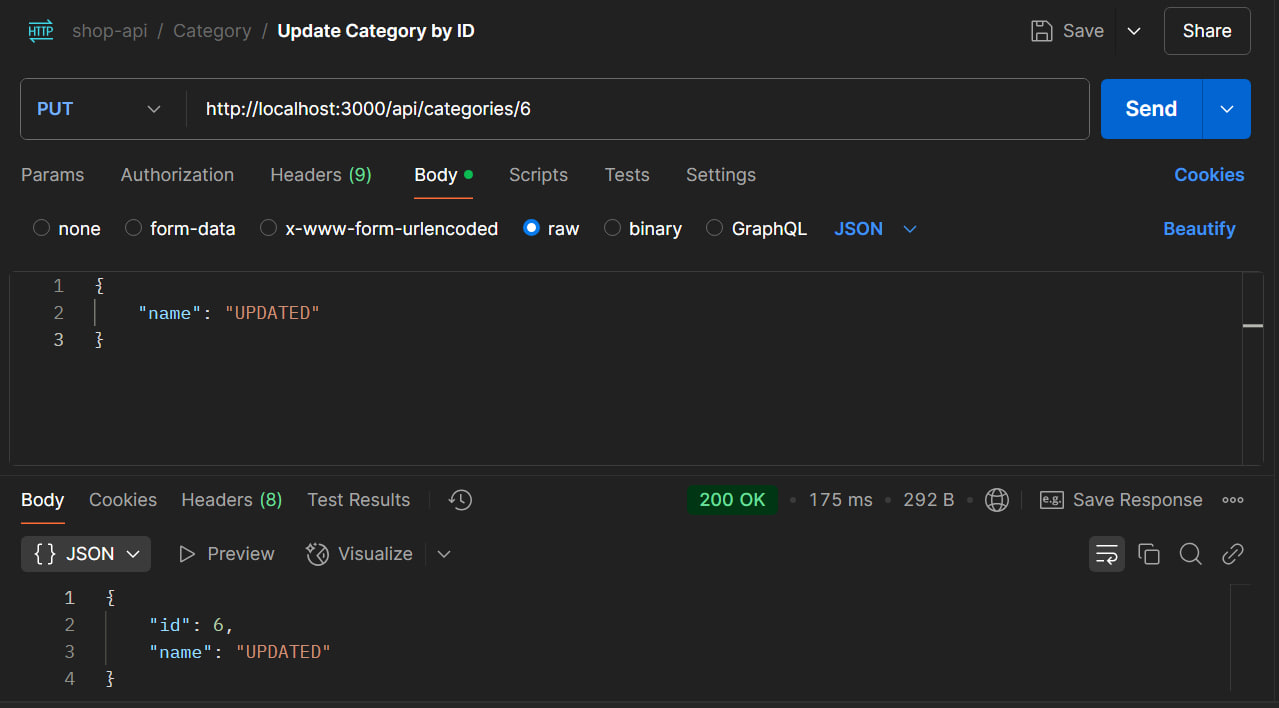 HTTP shop-api / Category / Update Category by ID Save Share
PUT http://localhost:3000/api/categories/6 Send
Params Authorization Headers (9) Body Scripts Tests Settings Cookies
none form-data x-www-form-urlencoded raw binary GraphQL JSON Beautify
1 {
2 "name": "UPDATED"
3 }
Body Cookies Headers (8) Test Results 200 OK 175 ms 292 B e.g. Save Response
{} JSON Preview Visualize
1 {
2 "id": 6,
3 "name": "UPDATED"
4 }